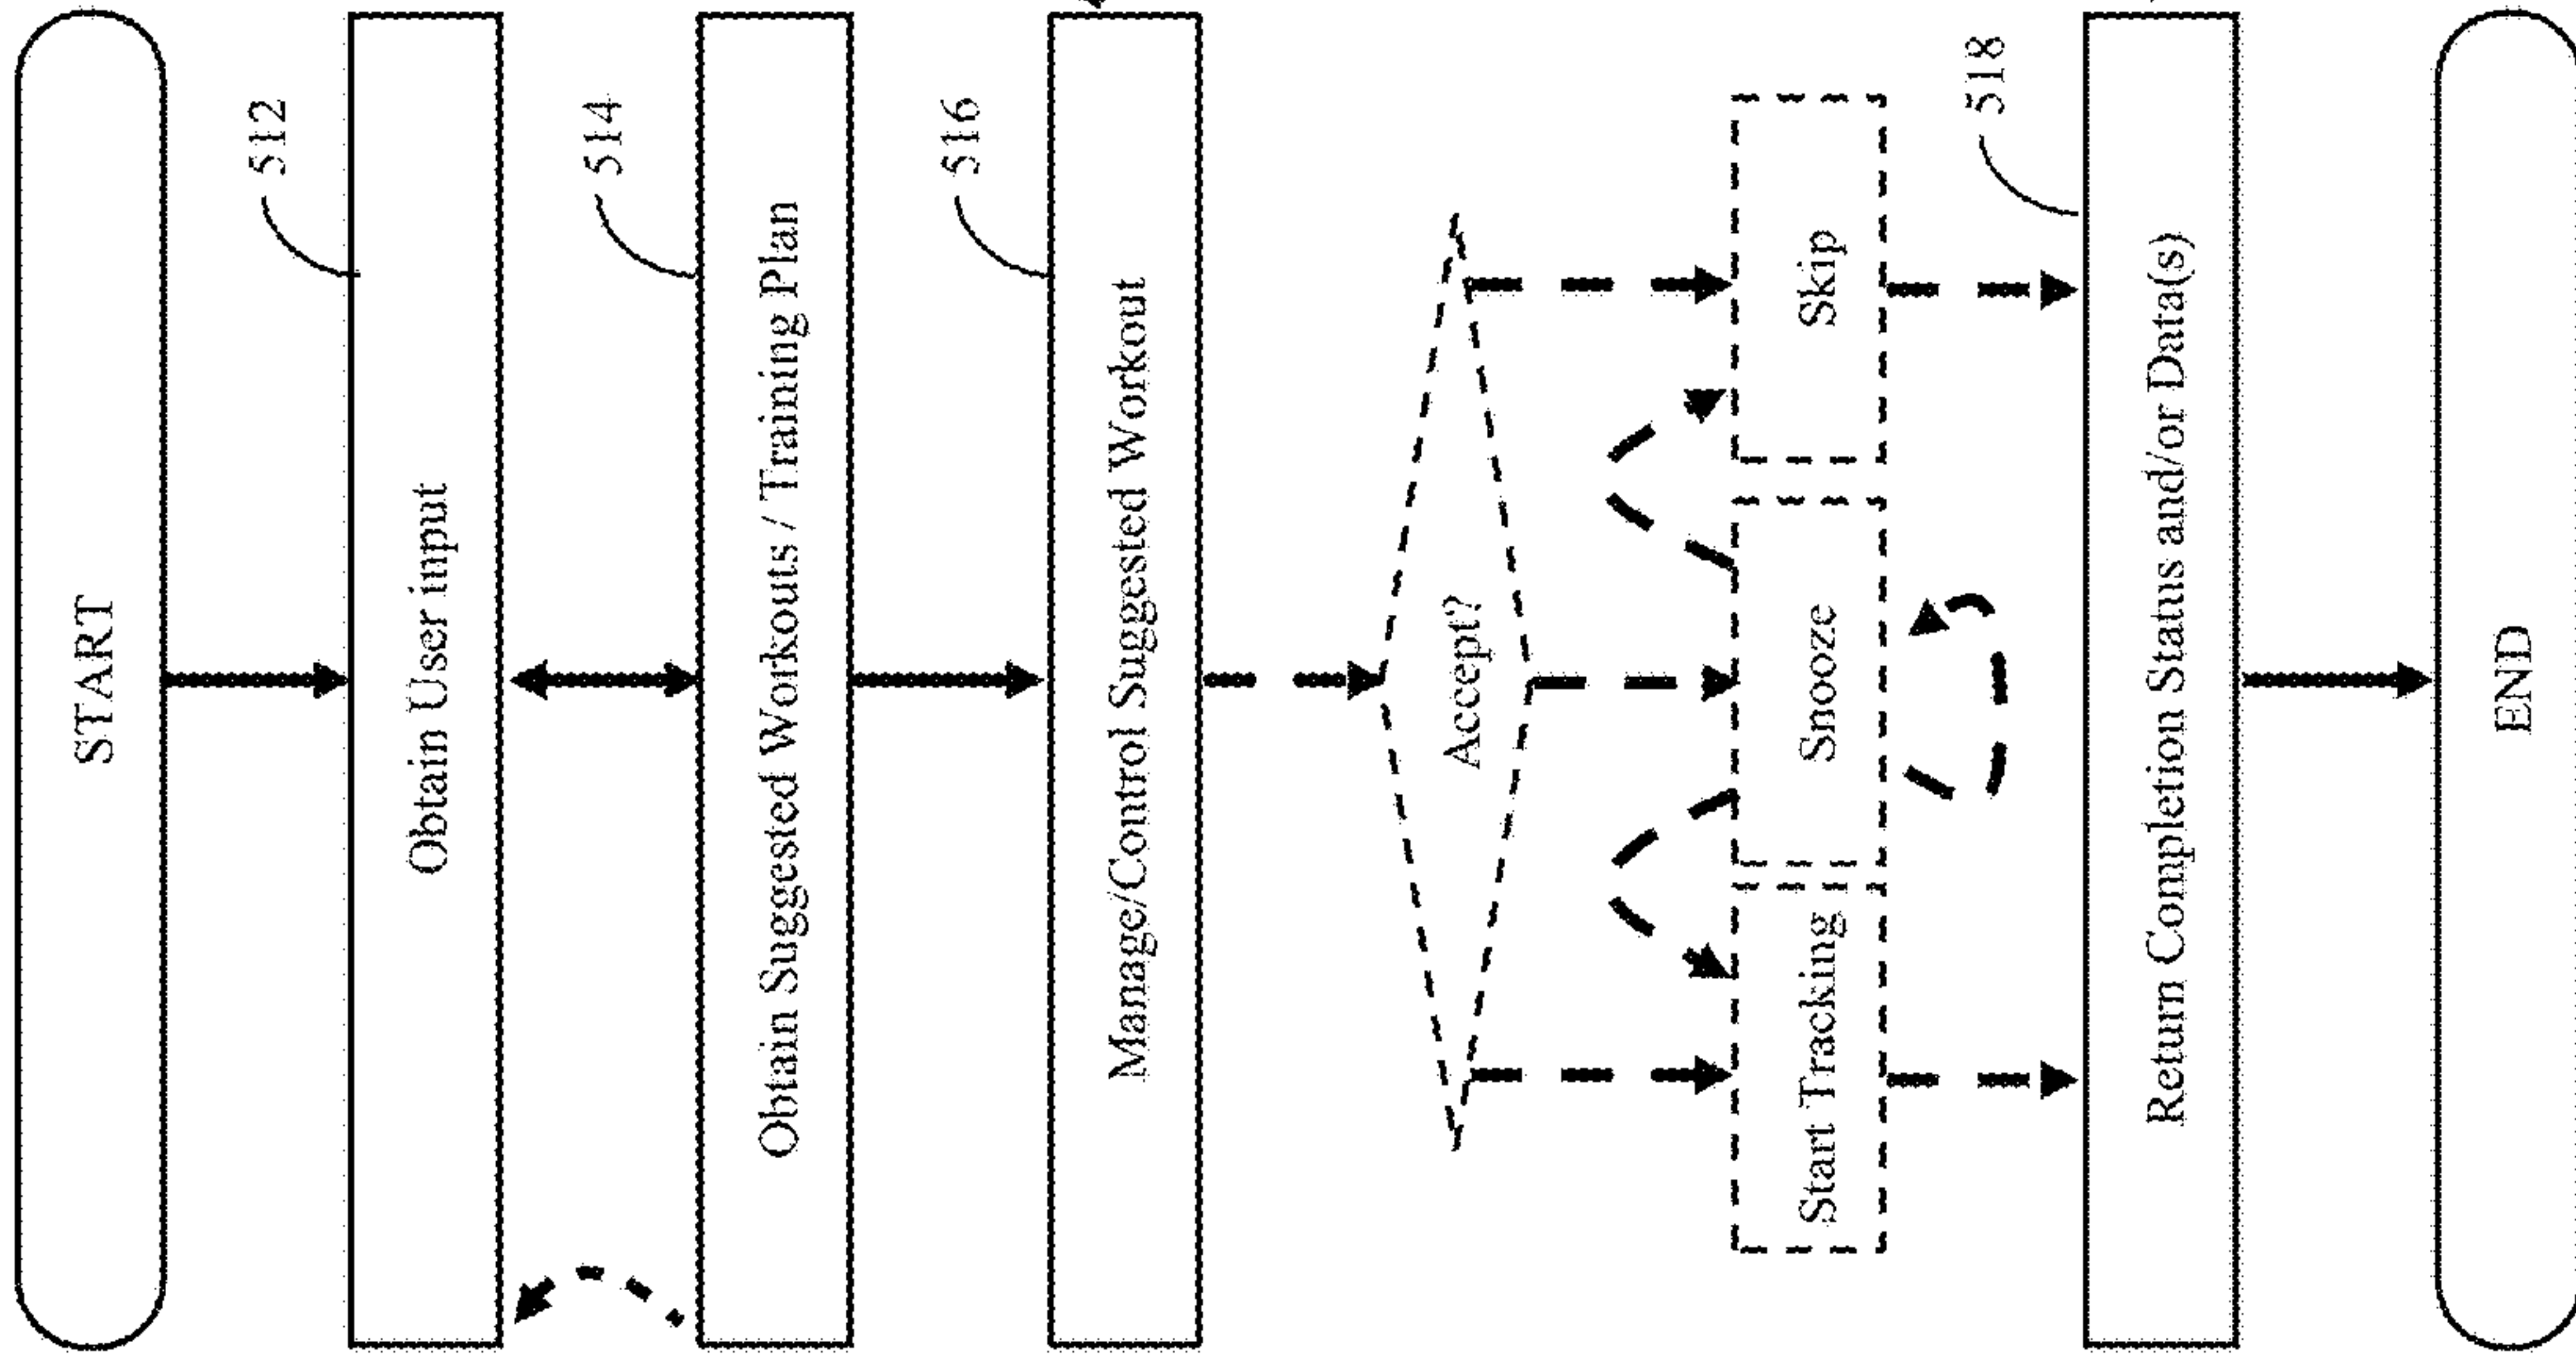 START
512
Obtain User input
514
Obtain Suggested Workouts / Training Plan
516
Manage/Control Suggested Workout
Accept?
Start Tracking
Snooze
Skip
518
Return Completion Status and/or Data(s)
END